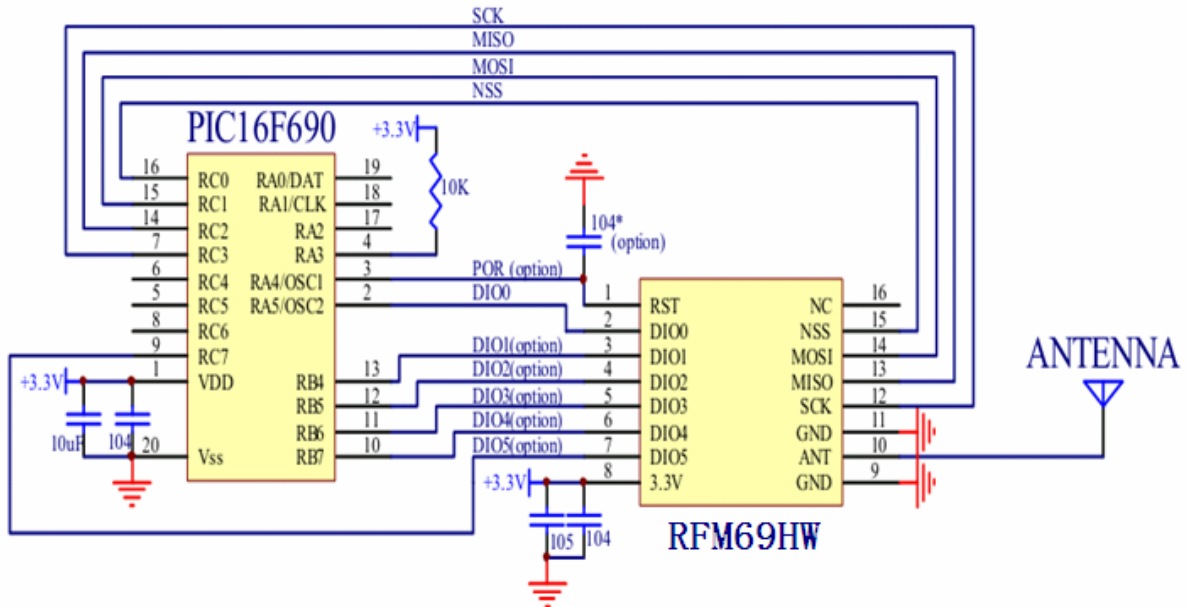 SCK
MISO
MOSI
NSS
PIC16F690
+3.3V
10K
16 RC0 RA0/DAT 19
15 RC1 RA1/CLK 18
14 RC2 RA2 17
7 RC3 RA3 4
6 RC4 RA4/OSC1 3
5 RC5 RA5/OSC2 2
8 RC6
9 RC7
1 VDD RB4 13
RB5 12
RB6 11
20 Vss RB7 10
+3.3V
10uF
104
104*
(option)
POR (option)
DIO0
DIO1(option)
DIO2(option)
DIO3(option)
DIO4(option)
DIO5(option)
1 RST NC 16
2 DIO0 NSS 15
3 DIO1 MOSI 14
4 DIO2 MISO 13
5 DIO3 SCK 12
6 DIO4 GND 11
7 DIO5 ANT 10
8 3.3V GND 9
+3.3V
105
104
RFM69HW
ANTENNA